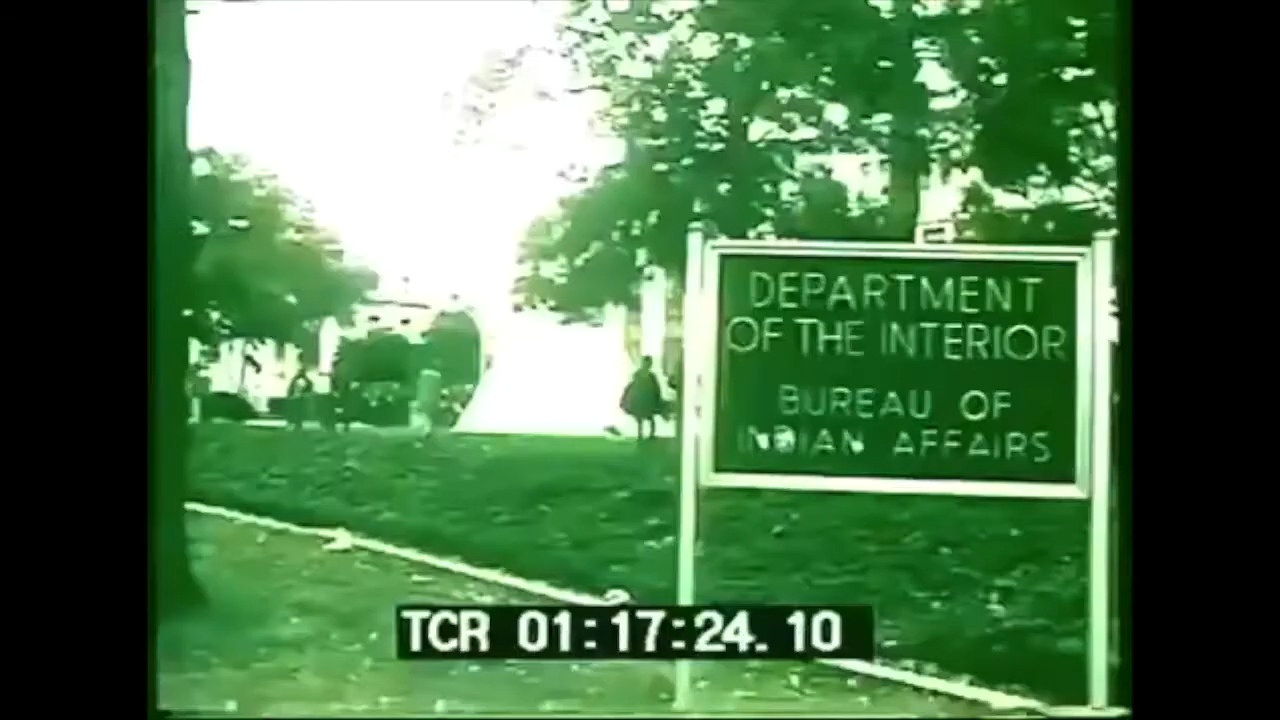 DEPARTMENT
OF THE INTERIOR
BUREAU OF
INDIAN AFFAIRS
TCR 01:17:24.10